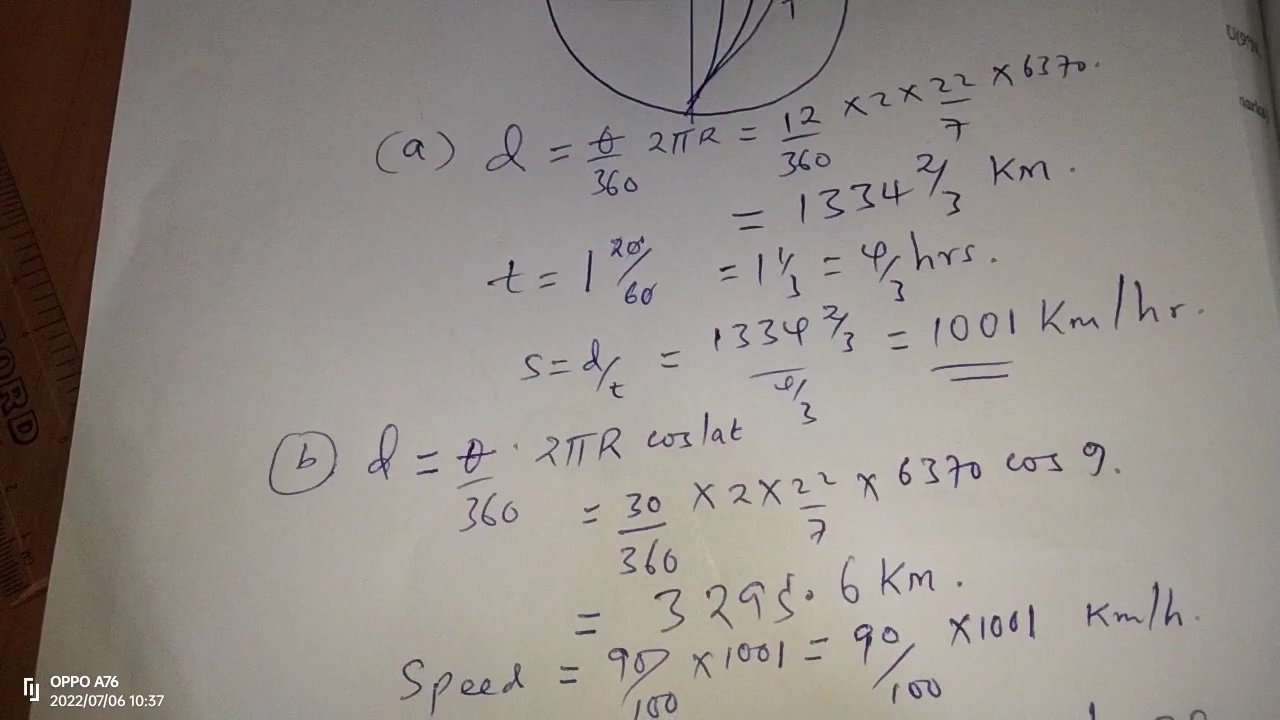 (a) d = θ/360 2πR = 12/360 × 2 × 22/7 × 6370.
= 1334 2/3 Km.
t = 1 20/60 = 1 1/3 = 4/3 hrs.
s = d/t = 1334 2/3 / 4/3 = 1001 Km/hr.
(b) d = θ/360 · 2πR cos lat
= 30/360 × 2 × 22/7 × 6370 cos 9.
= 3295.6 Km.
Speed = 90/100 × 1001 = 90/100 × 1001 Km/h.
ORD
OPPO A76
2022/07/06 10:37